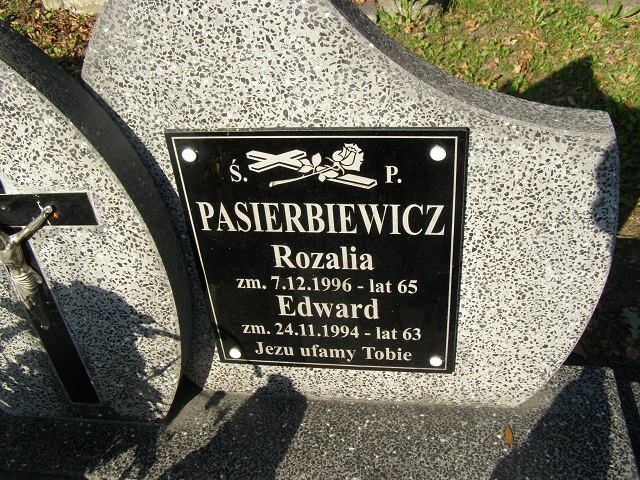 Ś. P.
PASIERBIEWICZ
Rozalia
zm. 7.12.1996 - lat 65
Edward
zm. 24.11.1994 - lat 63
Jezu ufamy Tobie